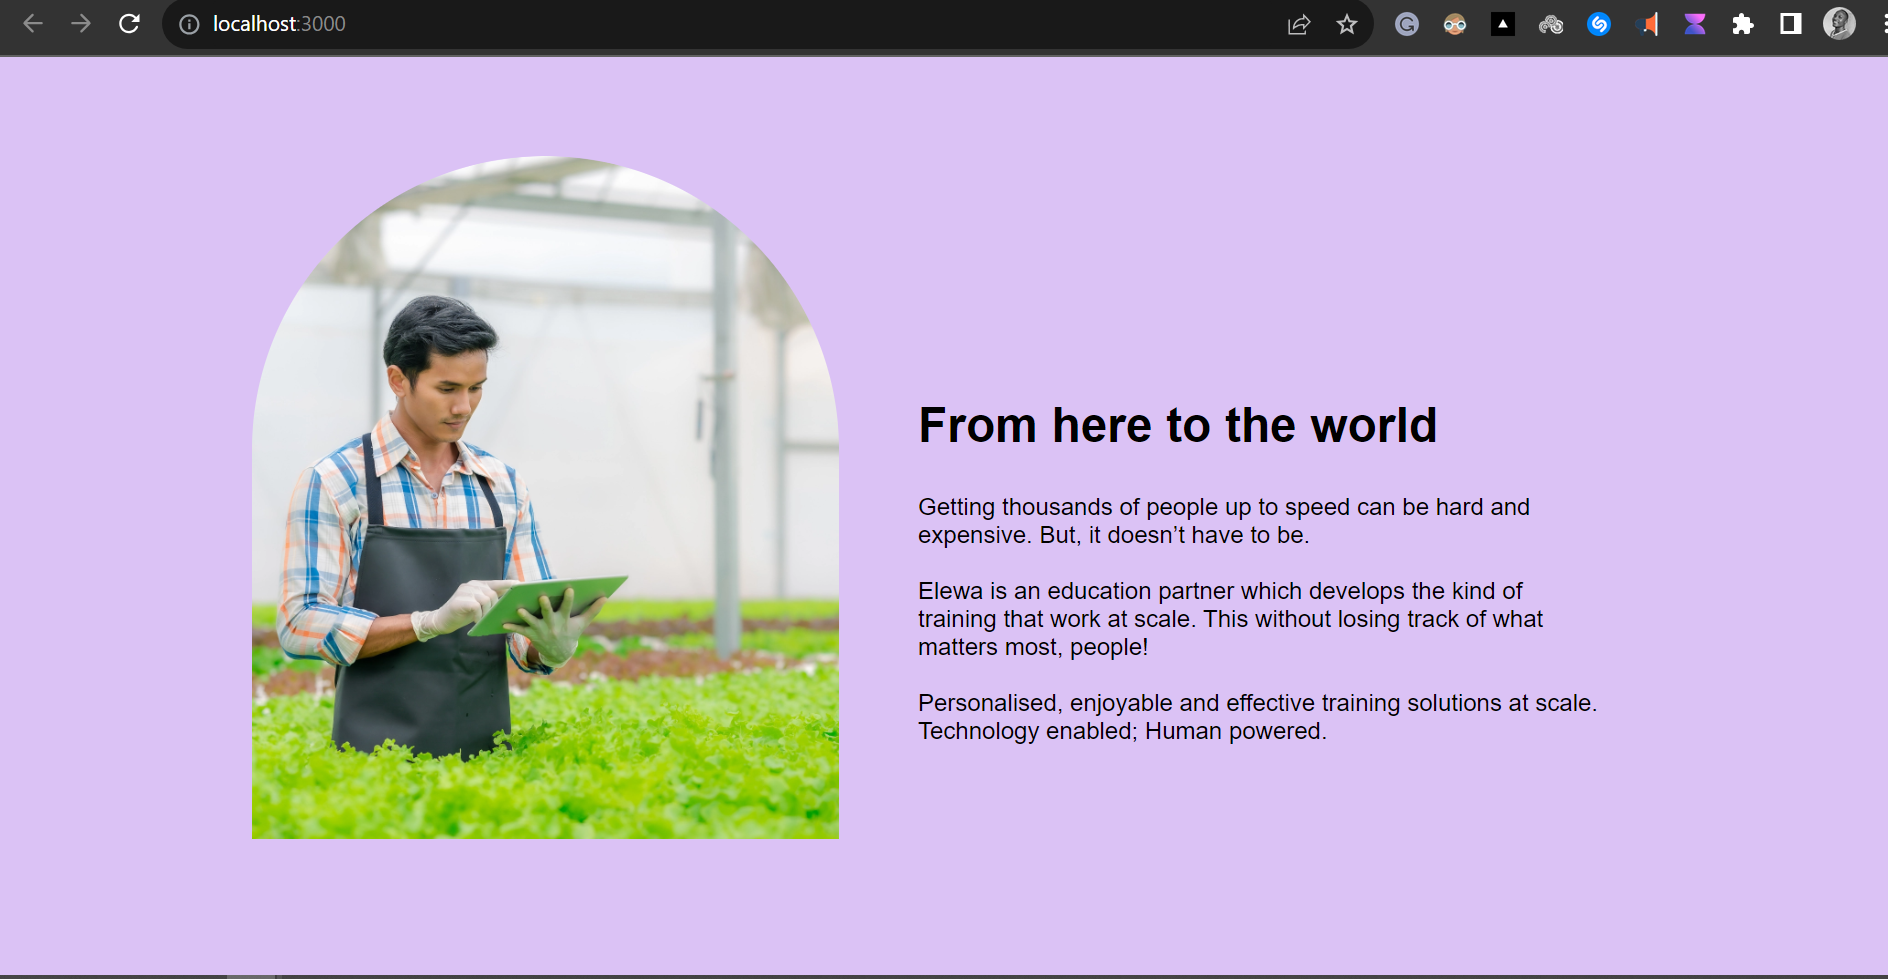 localhost:3000
From here to the world
Getting thousands of people up to speed can be hard and
expensive. But, it doesn’t have to be.
Elewa is an education partner which develops the kind of
training that work at scale. This without losing track of what
matters most, people!
Personalised, enjoyable and effective training solutions at scale.
Technology enabled; Human powered.